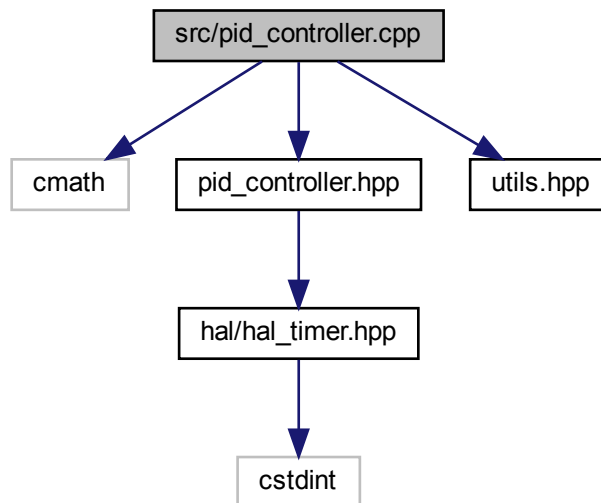 src/pid_controller.cpp
cmath
pid_controller.hpp
utils.hpp
hal/hal_timer.hpp
cstdint